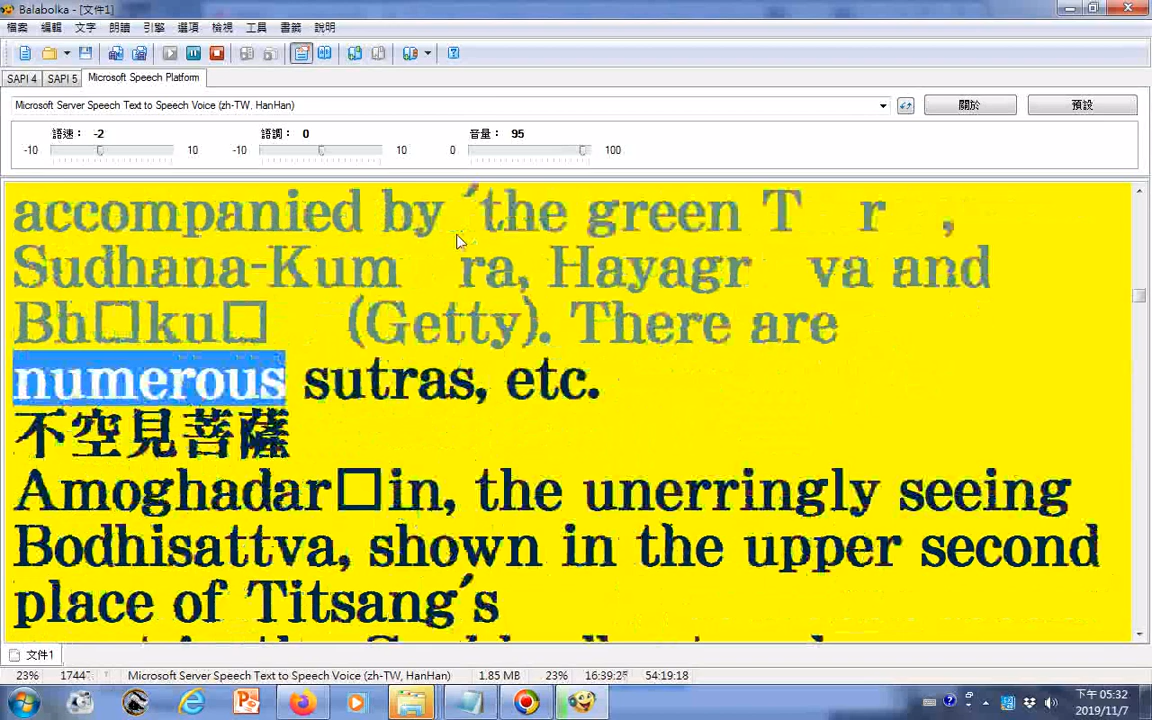 Balabolka - [文件1]
檔案 編輯 文字 朗讀 引擎 選項 檢視 工具 書籤 說明
SAPI 4 SAPI 5 Microsoft Speech Platform
Microsoft Server Speech Text to Speech Voice (zh-TW, HanHan) 關於 預設
語速： -2 語調： 0 音量： 95
-10 10 -10 10 0 100
accompanied by ´the green T r ,
Sudhana-Kum ra, Hayagr va and
Bh□ku□ (Getty). There are
numerous sutras, etc.
不空見菩薩
Amoghadar□in, the unerringly seeing
Bodhisattva, shown in the upper second
place of Titsang´s
文件1
23% 1744 Microsoft Server Speech Text to Speech Voice (zh-TW, HanHan) 1.85 MB 23% 16:39:25 54:19:18
下午 05:32
2019/11/7